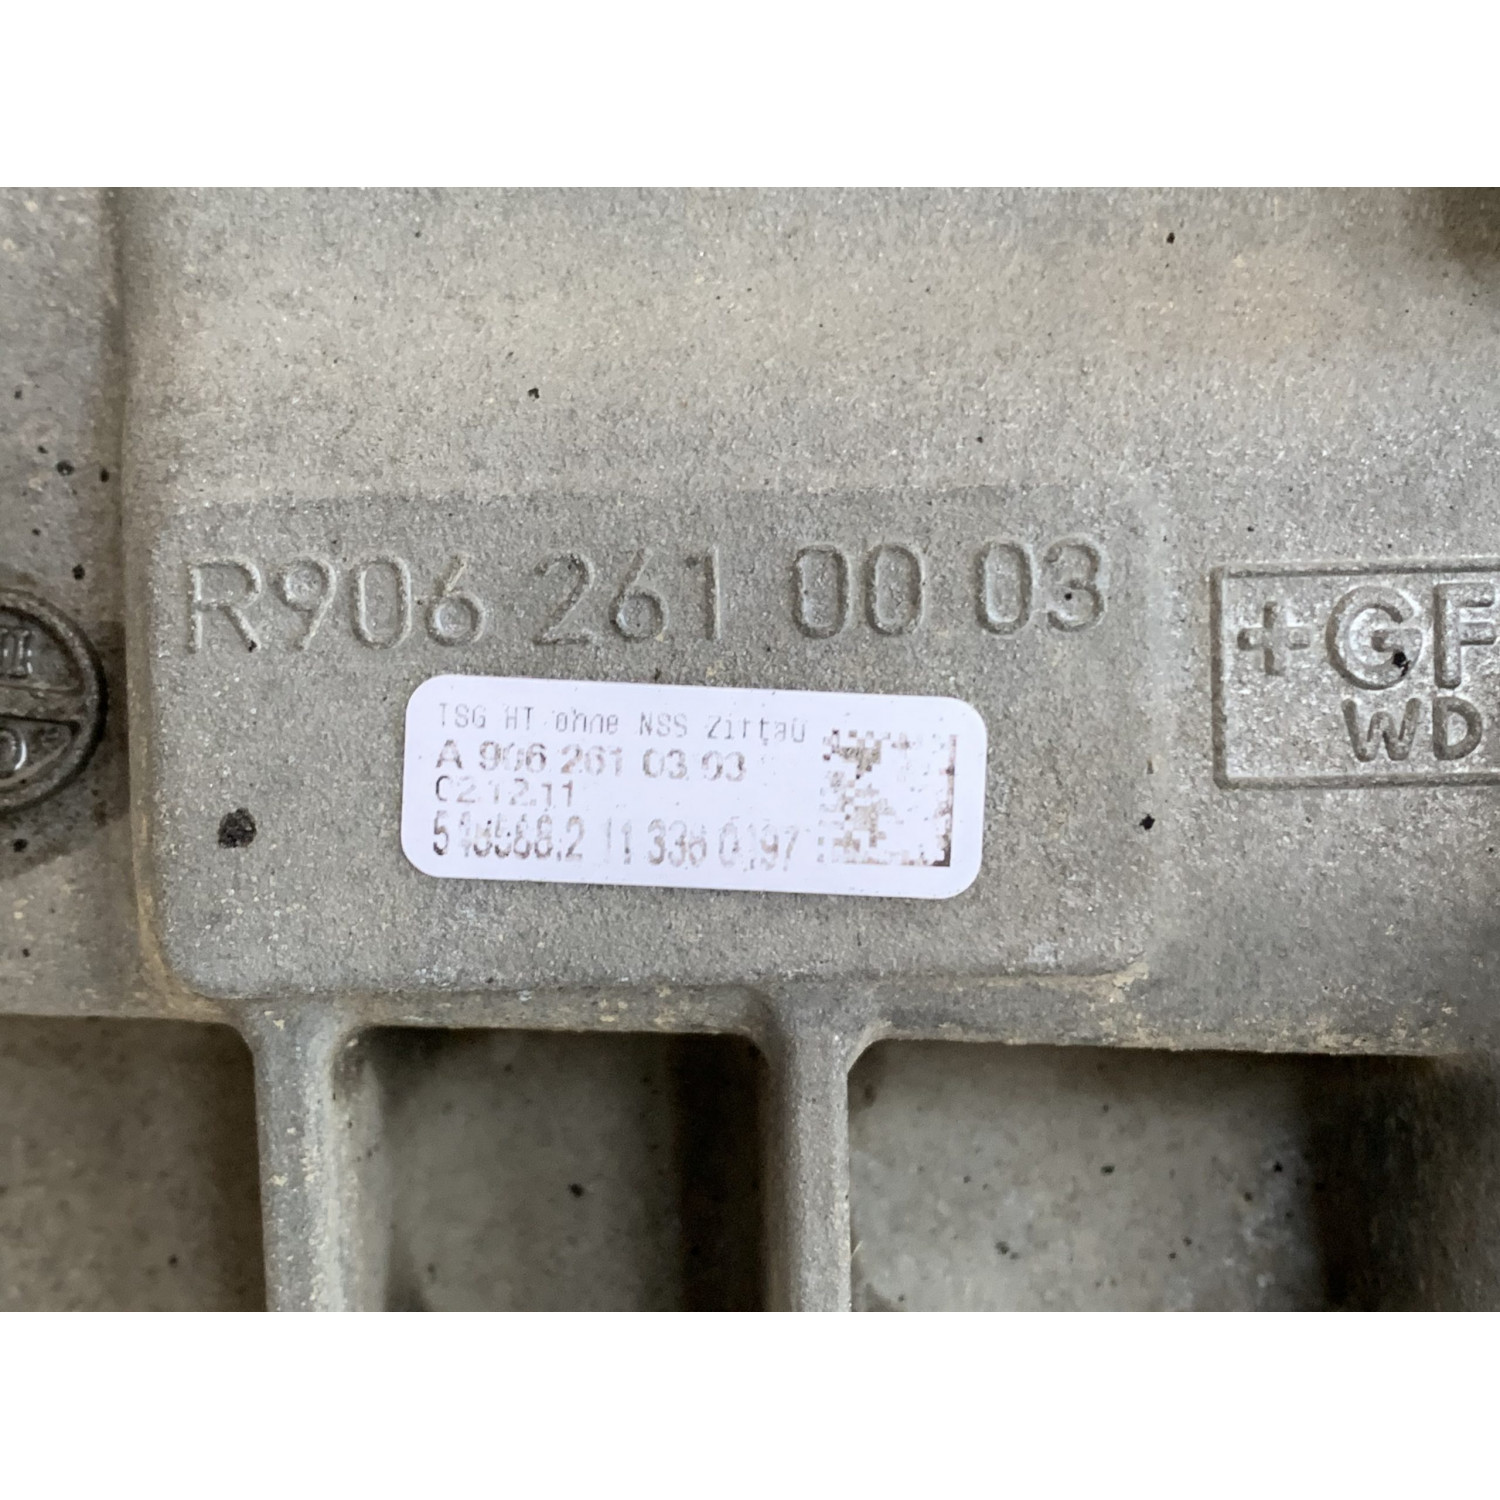 R906 261 00 03
+GF
WD
TSG HT ohne NSS Zittau
A 906 261 03 03
02.12.11